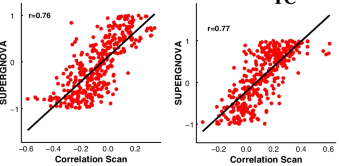 1C
r=0.76
SUPERGNOVA
1
0
−1
−0.6 −0.4 −0.2 0.0 0.2
Correlation Scan
r=0.77
SUPERGNOVA
1
0
−1
−0.2 0.0 0.2 0.4 0.6
Correlation Scan